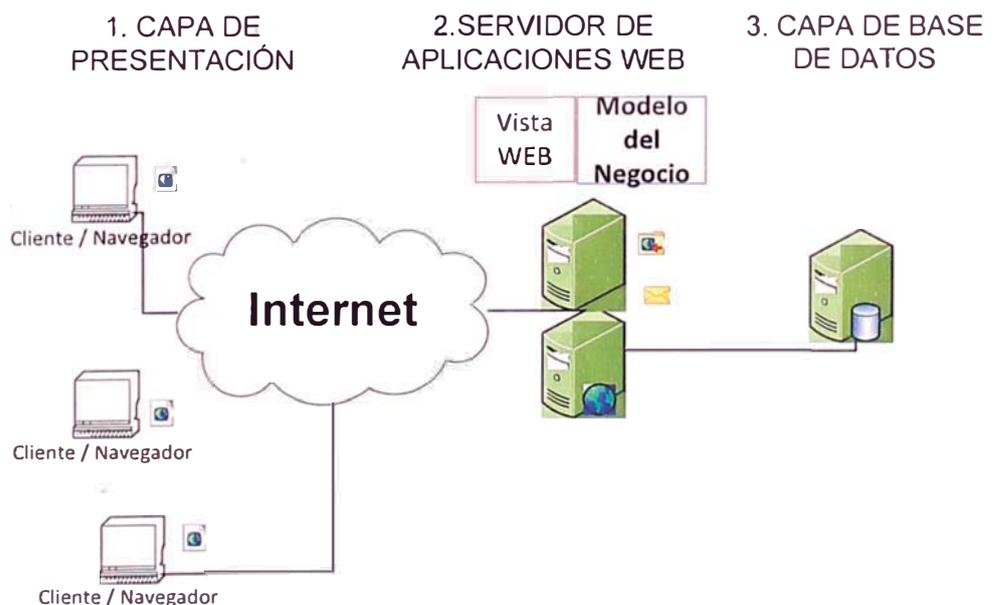 1. CAPA DE
PRESENTACIÓN
2.SERVIDOR DE
APLICACIONES WEB
3. CAPA DE BASE
DE DATOS
Vista
WEB
Modelo
del
Negocio
Cliente / Navegador
Internet
Cliente / Navegador
Cliente / Navegador